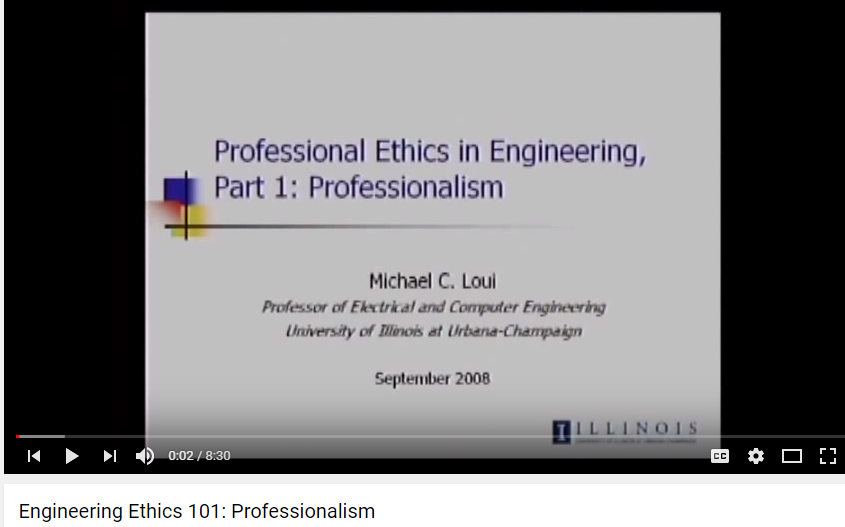 Professional Ethics in Engineering,
Part 1: Professionalism
Michael C. Loui
Professor of Electrical and Computer Engineering
University of Illinois at Urbana-Champaign
September 2008
I ILLINOIS
0:02 / 8:30
CC
Engineering Ethics 101: Professionalism